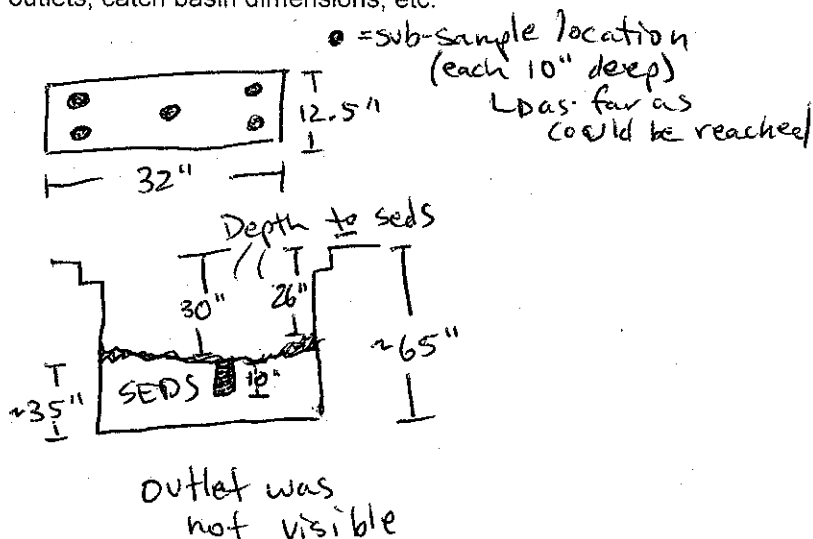 outlets, catch basin dimensions, etc.
● = sub-sample location
(each 10" deep)
as far as
could be reached
12.5"
32"
Depth to seds
30"
26"
~65"
SEDS
10"
~35"
outlet was
not visible